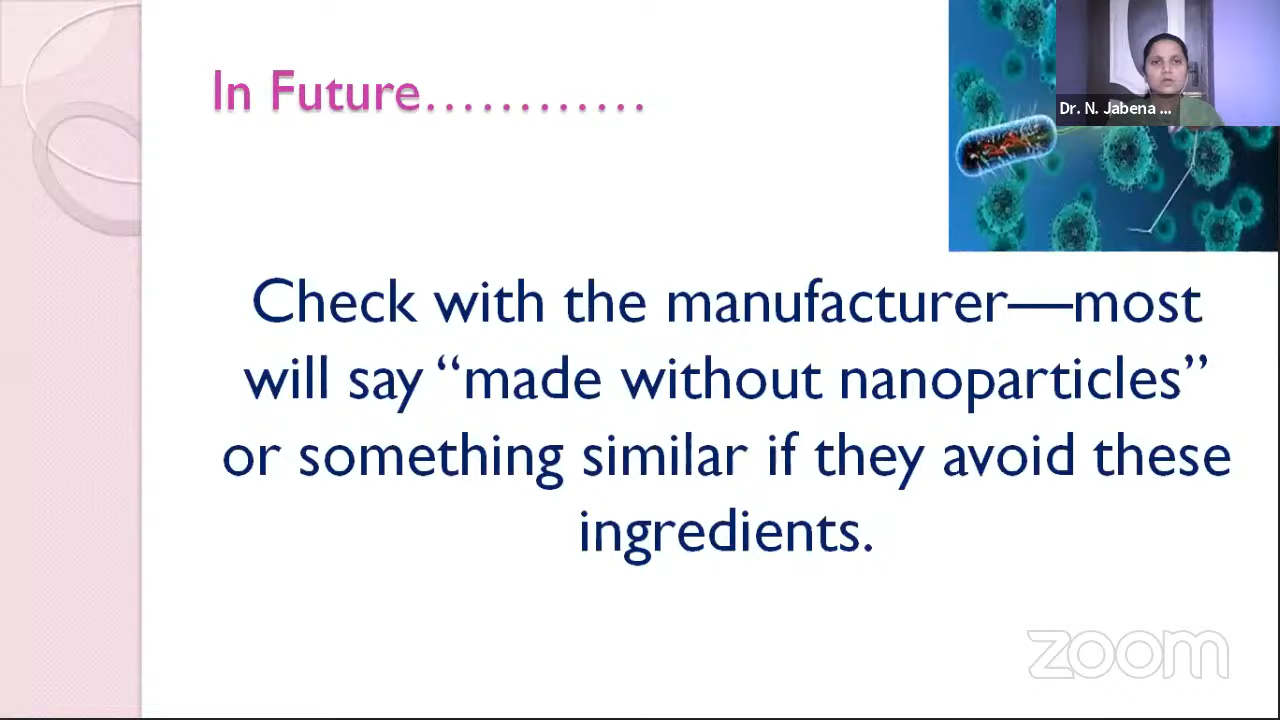 In Future............
Dr. N. Jabena ...
Check with the manufacturer—most
will say “made without nanoparticles”
or something similar if they avoid these
ingredients.
zoom